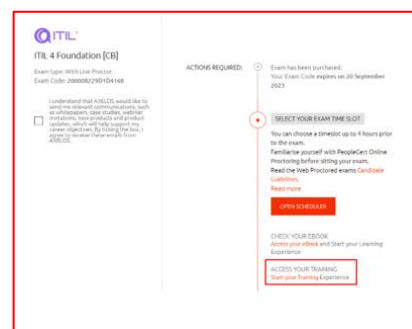 ITIL
ITIL 4 Foundation [CB]
Exam type: With Live Proctor
Exam Code: 200008229D1D4168
I understand that AXELOS would like to
send me relevant communications, such
as whitepapers, case studies, webinar
invitations, new products and product
updates, which will help support my
career objectives. By ticking the box, I
agree to receive these emails from
AXELOS.
ACTIONS REQUIRED:
Exam has been purchased.
Your Exam Code expires on 20 September
2023
SELECT YOUR EXAM TIME SLOT
You can choose a timeslot up to 4 hours prior
to the exam.
Familiarise yourself with PeopleCert Online
Proctoring before sitting your exam.
Read the Web Proctored exams Candidate
Guidelines.
Read more
OPEN SCHEDULER
CHECK YOUR EBOOK
Access your eBook and Start your Learning
Experience
ACCESS YOUR TRAINING
Start your Training Experience